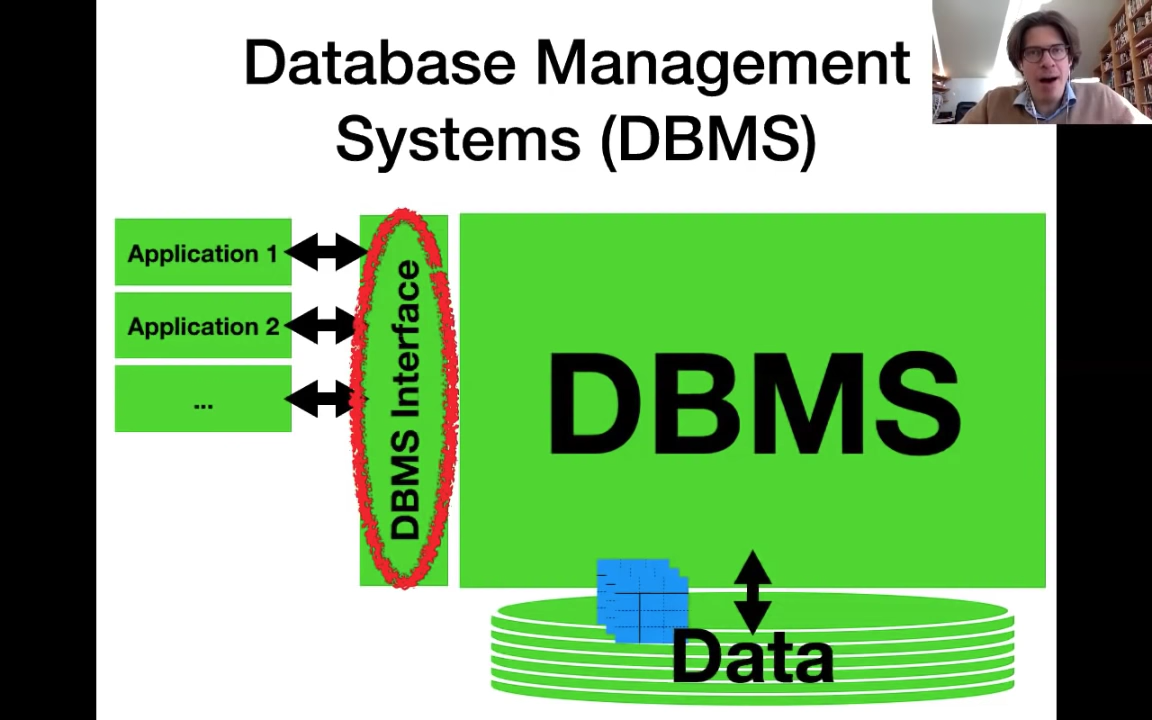 Database Management
Systems (DBMS)
Application 1
Application 2
...
DBMS Interface
DBMS
Data